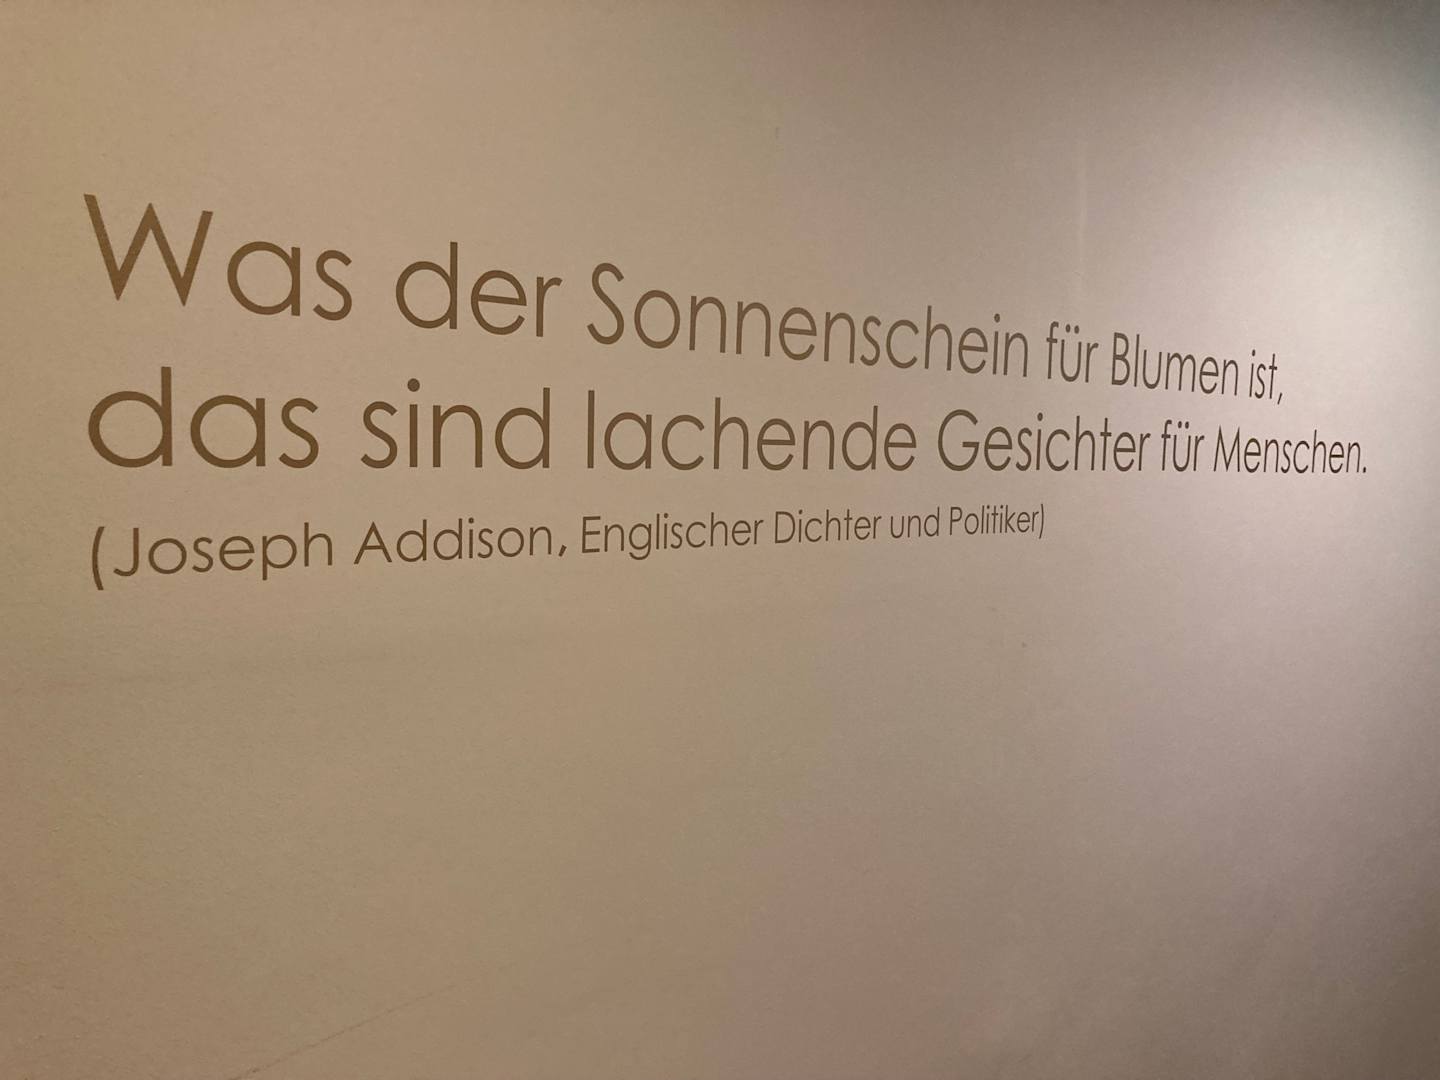 Was der Sonnenschein für Blumen ist,
das sind lachende Gesichter für Menschen.
(Joseph Addison, Englischer Dichter und Politiker)